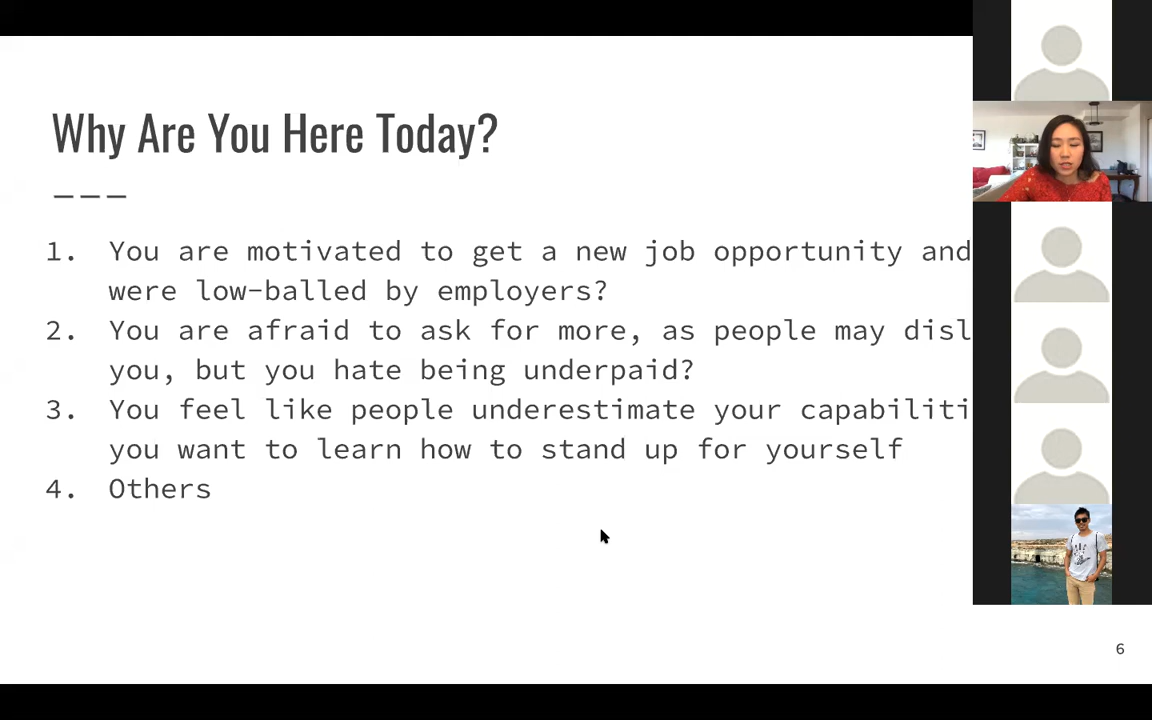 Why Are You Here Today?
1. You are motivated to get a new job opportunity and
were low-balled by employers?
2. You are afraid to ask for more, as people may
you, but you hate being underpaid?
3. You feel like people underestimate your
you want to learn how to stand up for yourself
4. Others
6